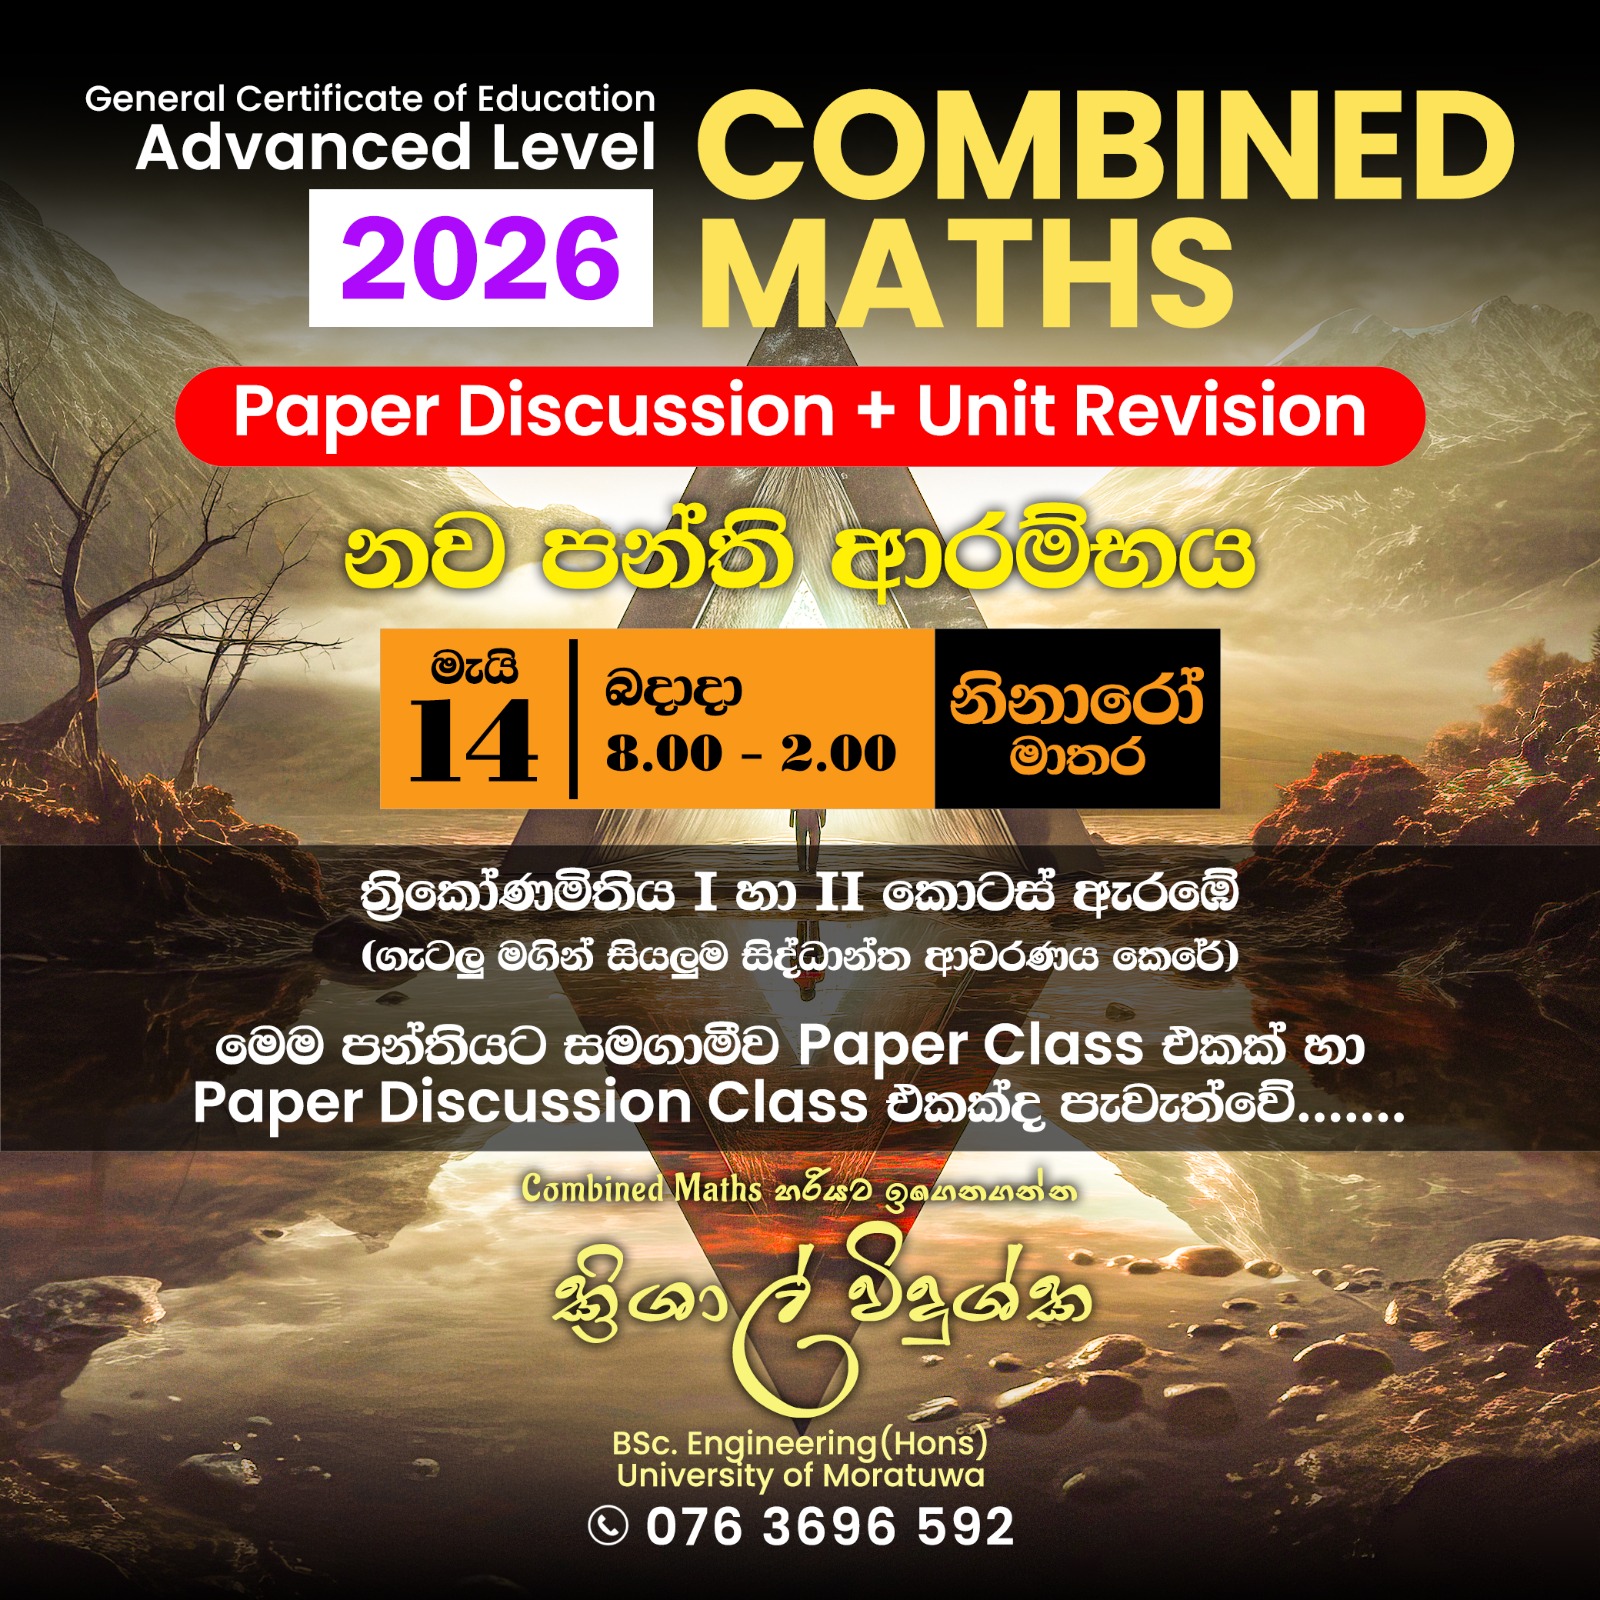 General Certificate of Education
Advanced Level
2026
COMBINED
MATHS
Paper Discussion + Unit Revision
නව පන්ති ආරම්භය
මැයි
14
බදාදා
8.00 - 2.00
නිනාරෝ
මාතර
ත්‍රිකෝණමිතිය I හා II කොටස් ඇරඹේ
(ගැටලු මගින් සියලුම සිද්ධාන්ත ආවරණය කෙරේ)
මෙම පන්තියට සමගාමීව Paper Class එකක් හා
Paper Discussion Class එකක්ද පැවැත්වේ.......
Combined Maths හරියට ඉගෙනගන්න
ක්‍රිශාල් විදුශ්ක
BSc. Engineering(Hons)
University of Moratuwa
076 3696 592